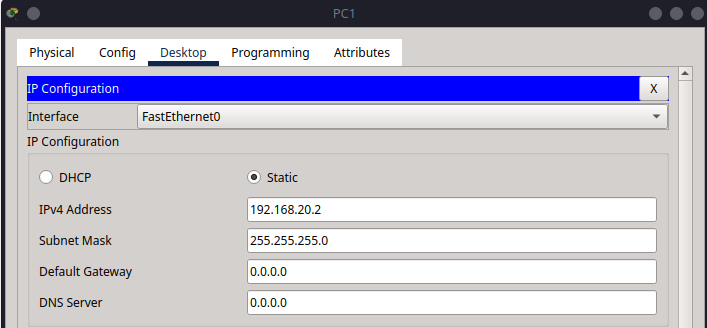 PC1
Physical Config Desktop Programming Attributes
IP Configuration X
Interface FastEthernet0
IP Configuration
DHCP Static
IPv4 Address 192.168.20.2
Subnet Mask 255.255.255.0
Default Gateway 0.0.0.0
DNS Server 0.0.0.0